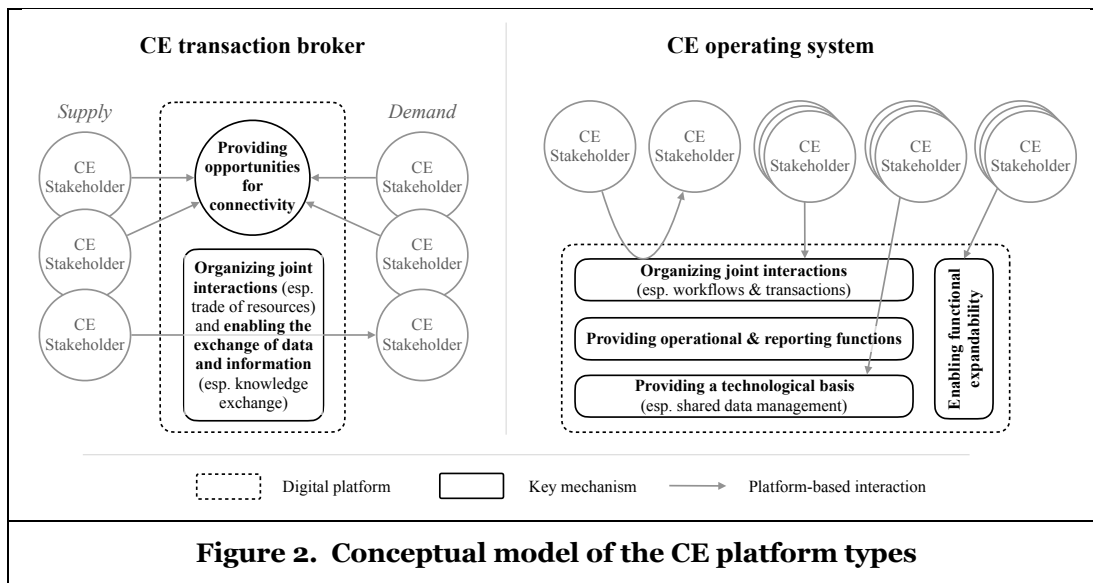 CE transaction broker
Supply
Demand
CE
Stakeholder
CE
Stakeholder
CE
Stakeholder
Providing
opportunities
for
connectivity
Organizing joint
interactions (esp.
trade of resources)
and enabling the
exchange of data
and information
(esp. knowledge
exchange)
CE
Stakeholder
CE
Stakeholder
CE
Stakeholder
CE operating system
CE
Stakeholder
CE
Stakeholder
CE
Stakeholder
CE
Stakeholder
CE
Stakeholder
Organizing joint interactions
(esp. workflows & transactions)
Providing operational & reporting functions
Providing a technological basis
(esp. shared data management)
Enabling functional
expandability
Digital platform
Key mechanism
Platform-based interaction
Figure 2. Conceptual model of the CE platform types